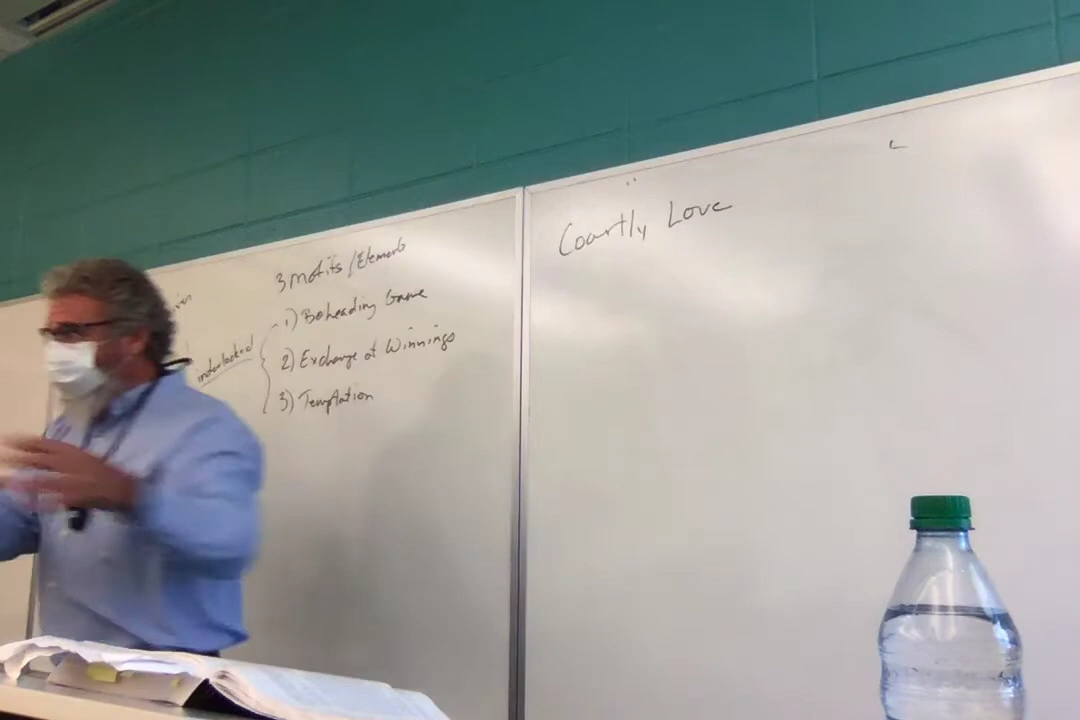 3 Motifs/Elements
interlocked
1) Beheading Game
2) Exchange of Winnings
3) Temptation
Courtly Love